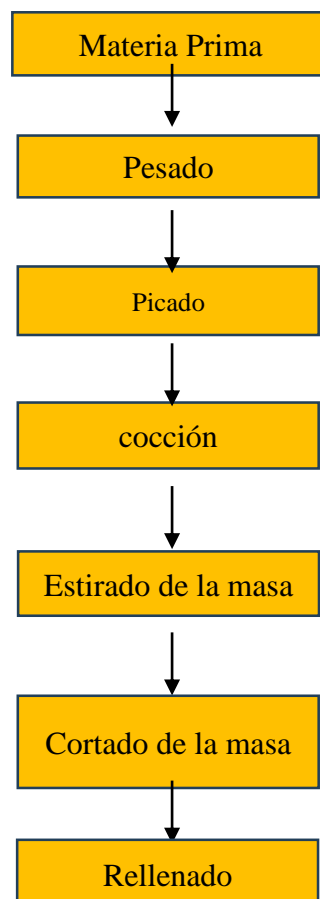 Materia Prima
Pesado
Picado
cocción
Estirado de la masa
Cortado de la masa
Rellenado